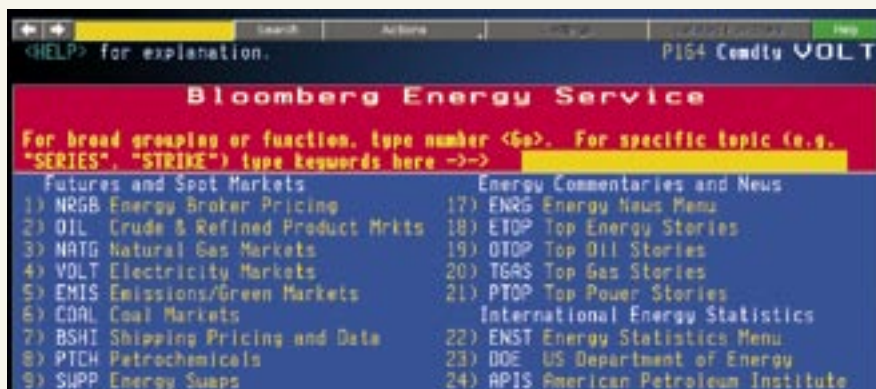 Search Actions Help
<HELP> for explanation. P164 Comdty VOLT
Bloomberg Energy Service
For broad grouping or function, type number <Go>. For specific topic (e.g.
"SERIES", "STRIKE") type keywords here ->->
Futures and Spot Markets
1) NRGB Energy Broker Pricing
2) OIL Crude & Refined Product Mrkts
3) NATG Natural Gas Markets
4) VOLT Electricity Markets
5) EMIS Emissions/Green Markets
6) COAL Coal Markets
7) BSHI Shipping Pricing and Data
8) PTCH Petrochemicals
9) SWPP Energy Swaps
Energy Commentaries and News
17) ENRG Energy News Menu
18) ETOP Top Energy Stories
19) OTOP Top Oil Stories
20) TGAS Top Gas Stories
21) PTOP Top Power Stories
International Energy Statistics
22) ENST Energy Statistics Menu
23) DOE US Department of Energy
24) APIS American Petroleum Institute